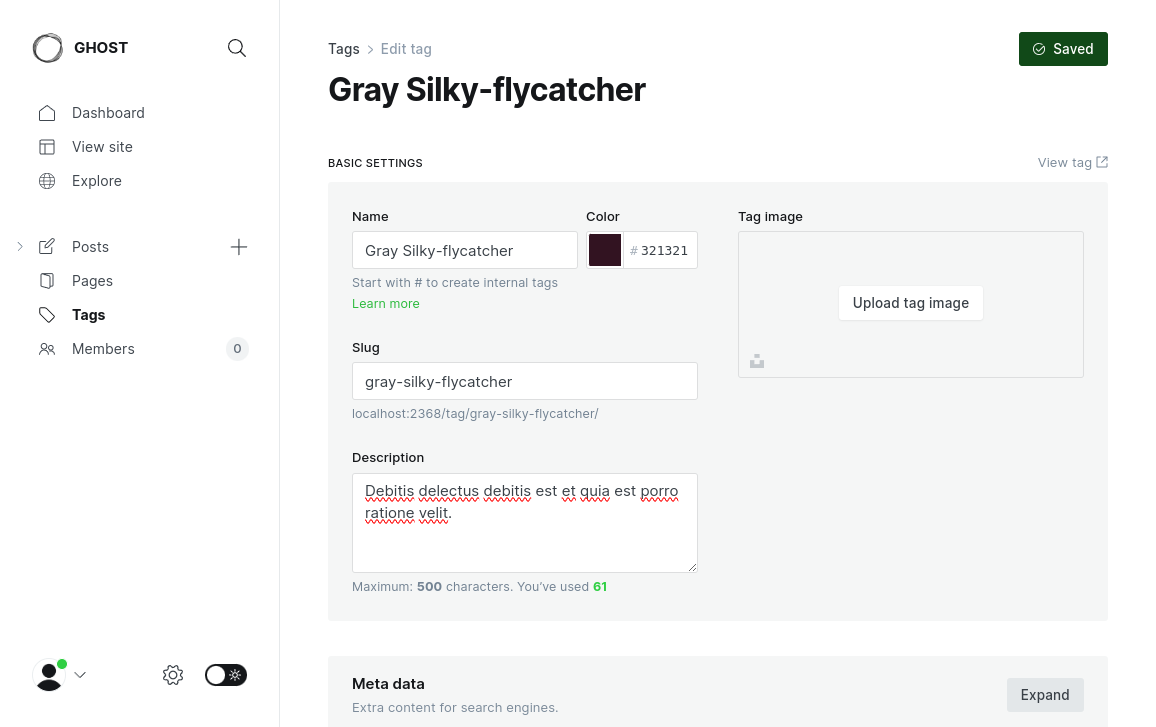 GHOST
Dashboard
View site
Explore
Posts
Pages
Tags
Members 0
Tags Edit tag
Saved
Gray Silky-flycatcher
BASIC SETTINGS
View tag
Name
Gray Silky-flycatcher
Start with # to create internal tags
Learn more
Color
# 321321
Slug
gray-silky-flycatcher
localhost:2368/tag/gray-silky-flycatcher/
Description
Debitis delectus debitis est et quia est porro
ratione velit.
Maximum: 500 characters. You’ve used 61
Tag image
Upload tag image
Meta data
Extra content for search engines.
Expand